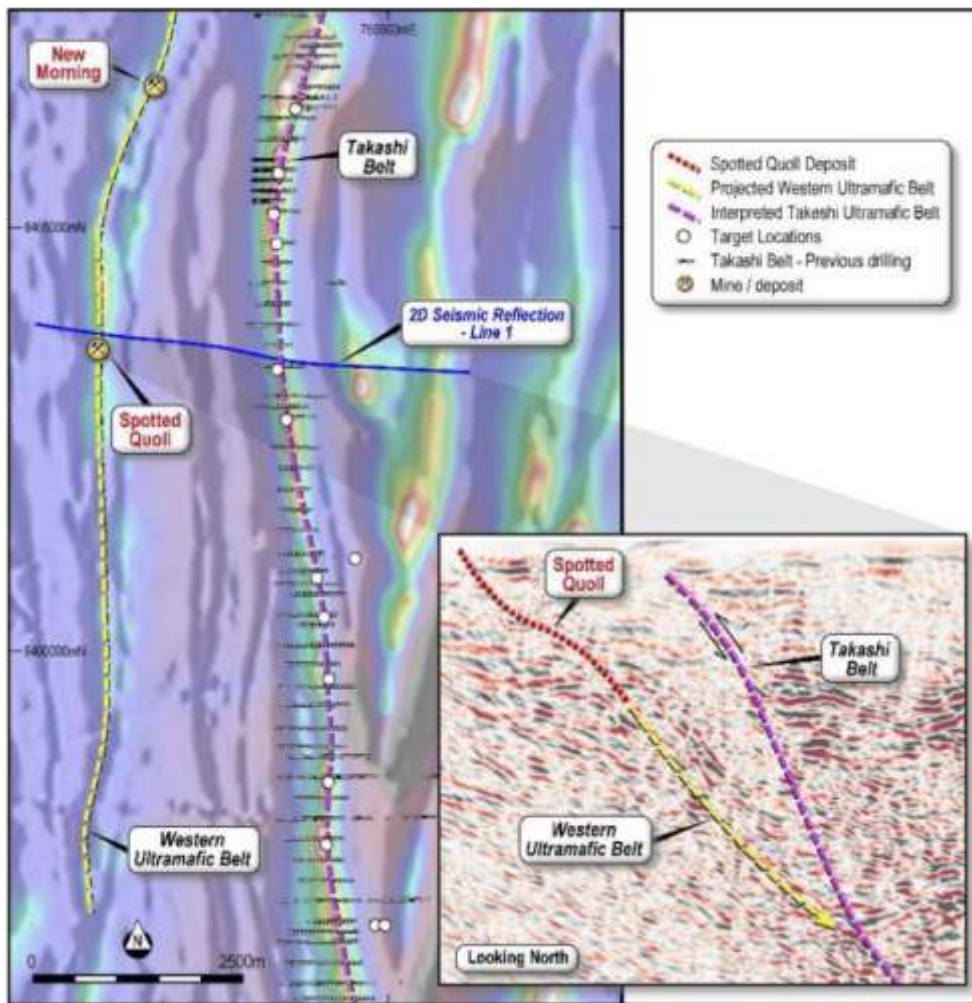 New
Morning
Takashi
Belt
6405000mN
2D Seismic Reflection
- Line 1
Spotted
Quoll
6400000mN
Western
Ultramafic Belt
N
0
2500m
Spotted Quoll Deposit
Projected Western Ultramafic Belt
Interpreted Takeshi Ultramafic Belt
Target Locations
Takashi Belt - Previous drilling
Mine / deposit
Spotted
Quoll
Takashi
Belt
Western
Ultramafic Belt
Looking North